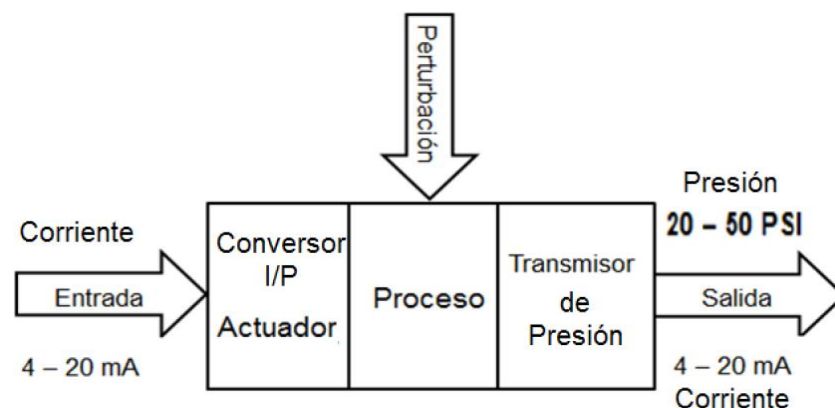 Perturbación
Corriente
Entrada
4 – 20 mA
Conversor
I/P
Actuador
Proceso
Transmisor
de
Presión
Presión
20 – 50 PSI
Salida
4 – 20 mA
Corriente